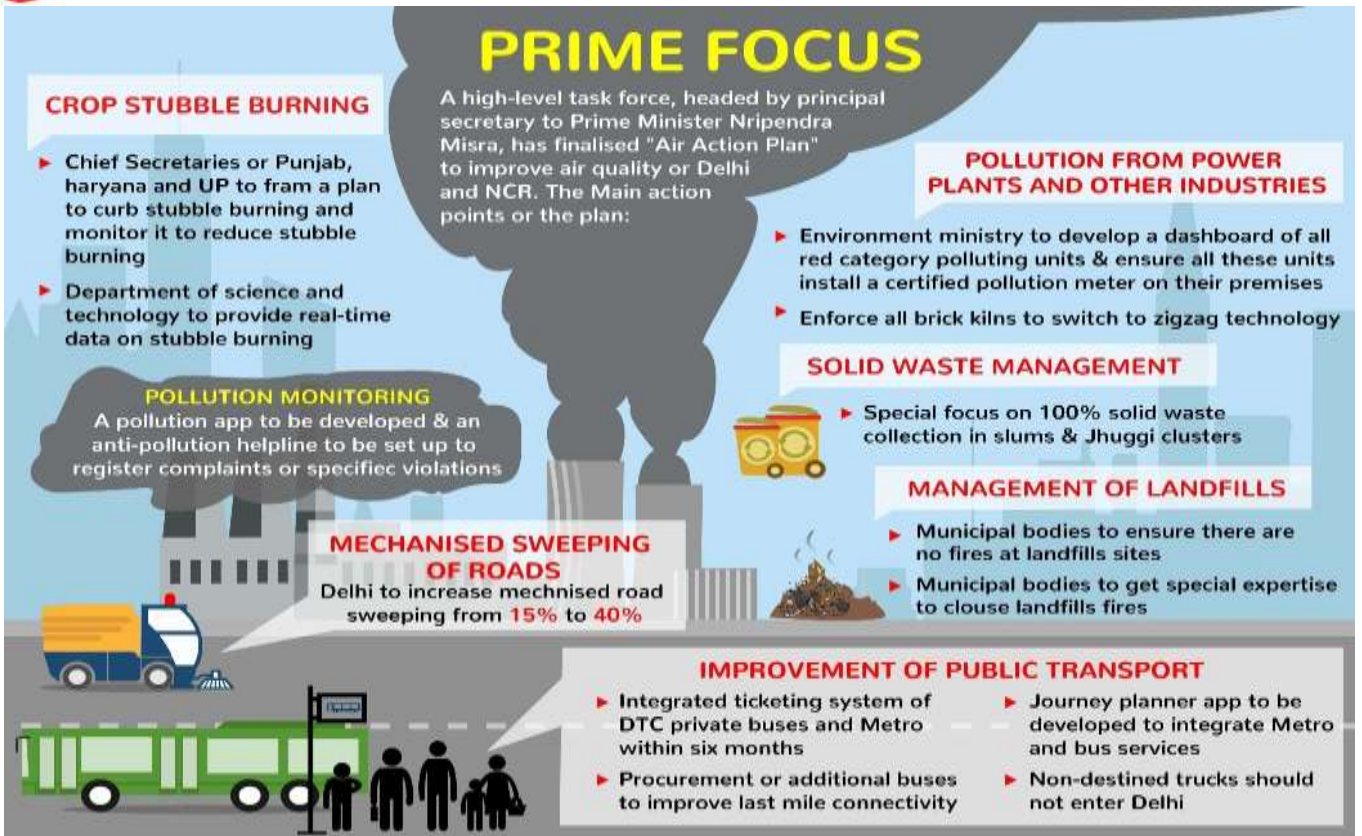 PRIME FOCUS
A high-level task force, headed by principal
secretary to Prime Minister Nripendra
Misra, has finalised "Air Action Plan"
to improve air quality or Delhi
and NCR. The Main action
points or the plan:
CROP STUBBLE BURNING
Chief Secretaries or Punjab,
haryana and UP to fram a plan
to curb stubble burning and
monitor it to reduce stubble
burning
Department of science and
technology to provide real-time
data on stubble burning
POLLUTION MONITORING
A pollution app to be developed & an
anti-pollution helpline to be set up to
register complaints or specifiec violations
POLLUTION FROM POWER
PLANTS AND OTHER INDUSTRIES
Environment ministry to develop a dashboard of all
red category polluting units & ensure all these units
install a certified pollution meter on their premises
Enforce all brick kilns to switch to zigzag technology
SOLID WASTE MANAGEMENT
Special focus on 100% solid waste
collection in slums & Jhuggi clusters
MANAGEMENT OF LANDFILLS
Municipal bodies to ensure there are
no fires at landfills sites
Municipal bodies to get special expertise
to clouse landfills fires
MECHANISED SWEEPING
OF ROADS
Delhi to increase mechnised road
sweeping from 15% to 40%
IMPROVEMENT OF PUBLIC TRANSPORT
Integrated ticketing system of
DTC private buses and Metro
within six months
Procurement or additional buses
to improve last mile connectivity
Journey planner app to be
developed to integrate Metro
and bus services
Non-destined trucks should
not enter Delhi